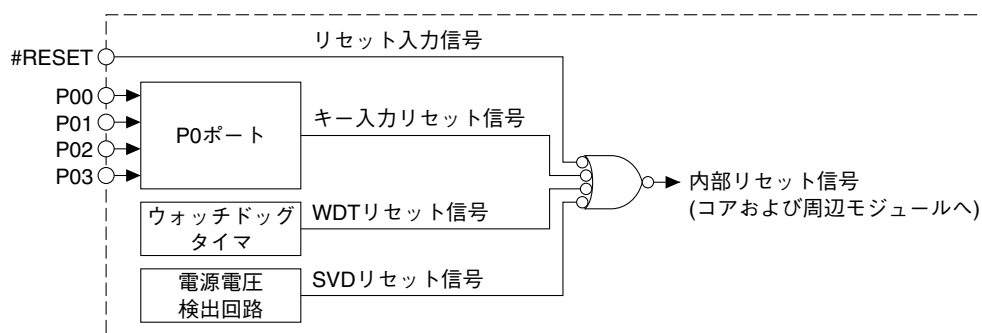 リセット入力信号
#RESET
P00
P01
P02
P03
P0ポート
キー入力リセット信号
内部リセット信号
(コアおよび周辺モジュールへ)
ウォッチドッグ
タイマ
WDTリセット信号
電源電圧
検出回路
SVDリセット信号